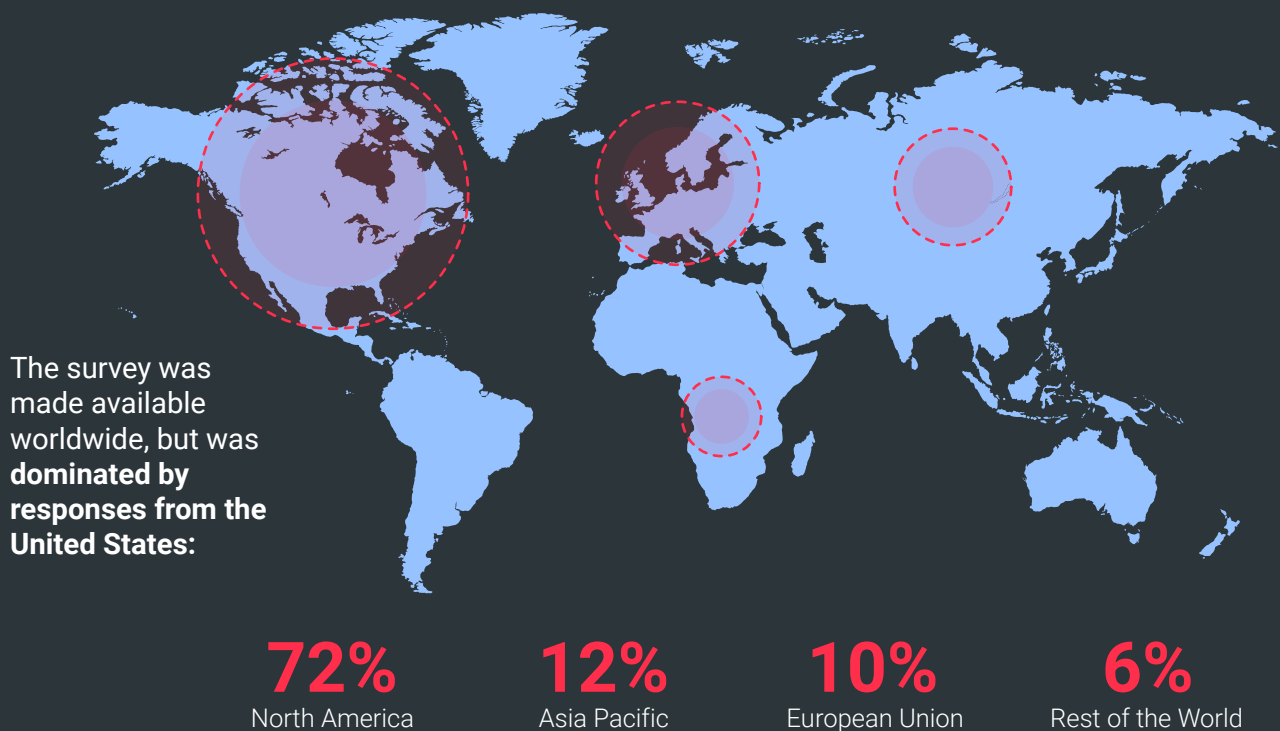 The survey was
made available
worldwide, but was
dominated by
responses from the
United States:
72%
North America
12%
Asia Pacific
10%
European Union
6%
Rest of the World